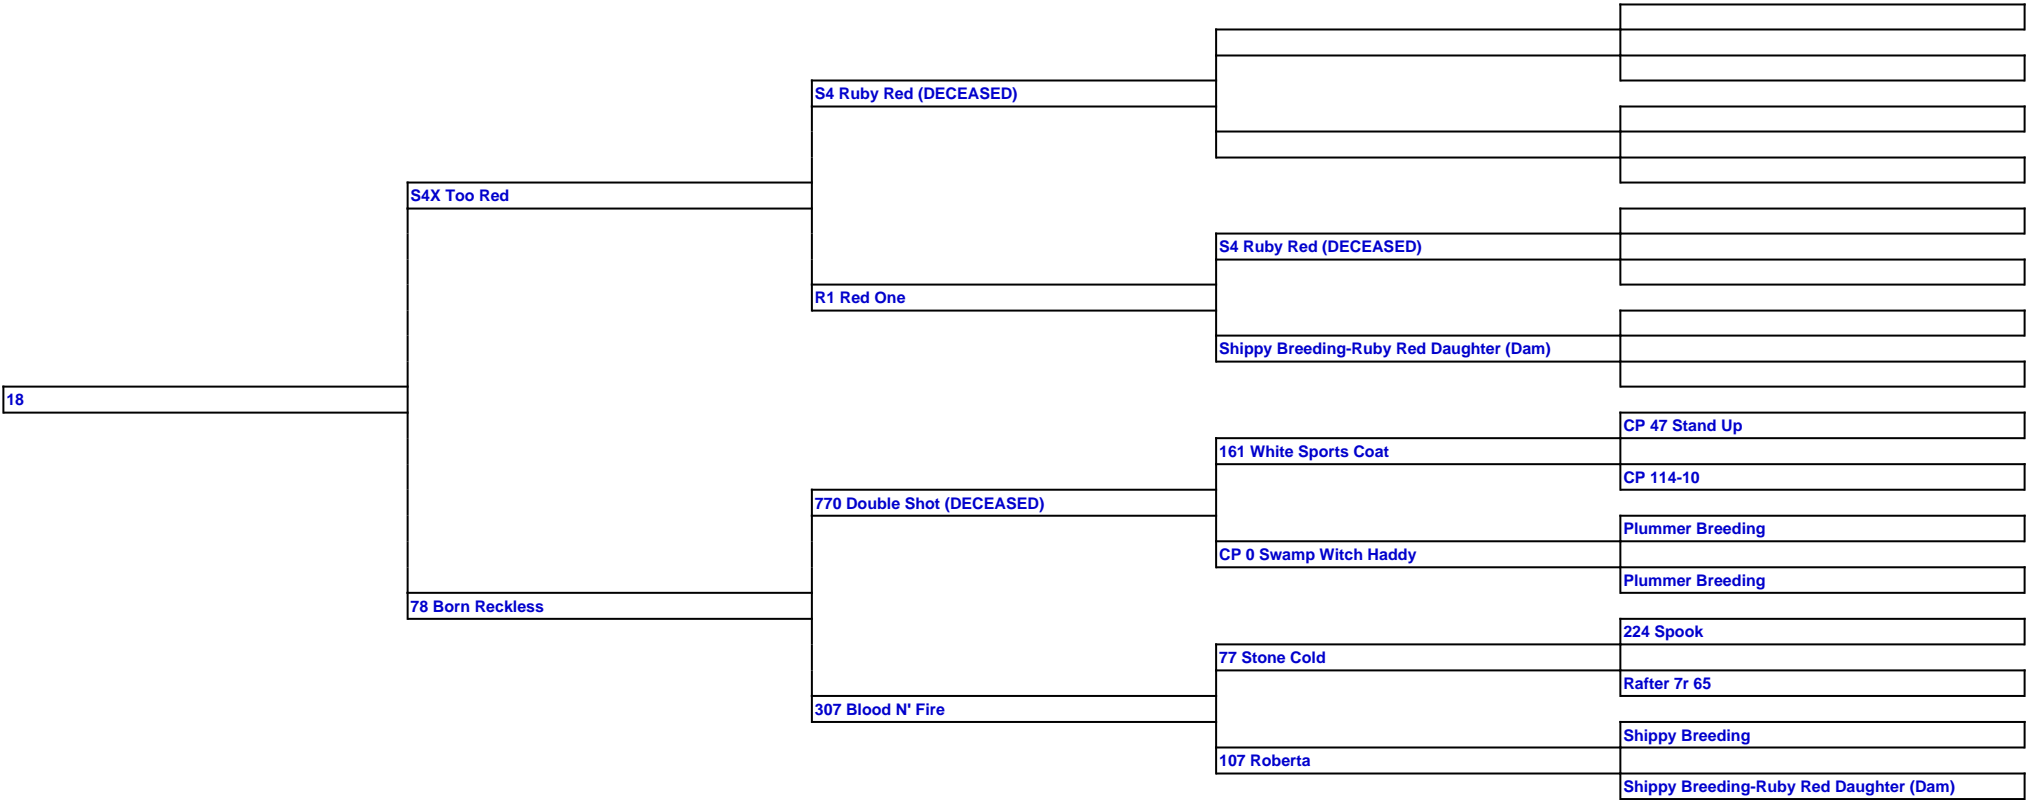 S4 Ruby Red (DECEASED)
S4X Too Red
S4 Ruby Red (DECEASED)
R1 Red One
Shippy Breeding-Ruby Red Daughter (Dam)
18
CP 47 Stand Up
161 White Sports Coat
CP 114-10
770 Double Shot (DECEASED)
Plummer Breeding
CP 0 Swamp Witch Haddy
Plummer Breeding
78 Born Reckless
224 Spook
77 Stone Cold
Rafter 7r 65
307 Blood N' Fire
Shippy Breeding
107 Roberta
Shippy Breeding-Ruby Red Daughter (Dam)